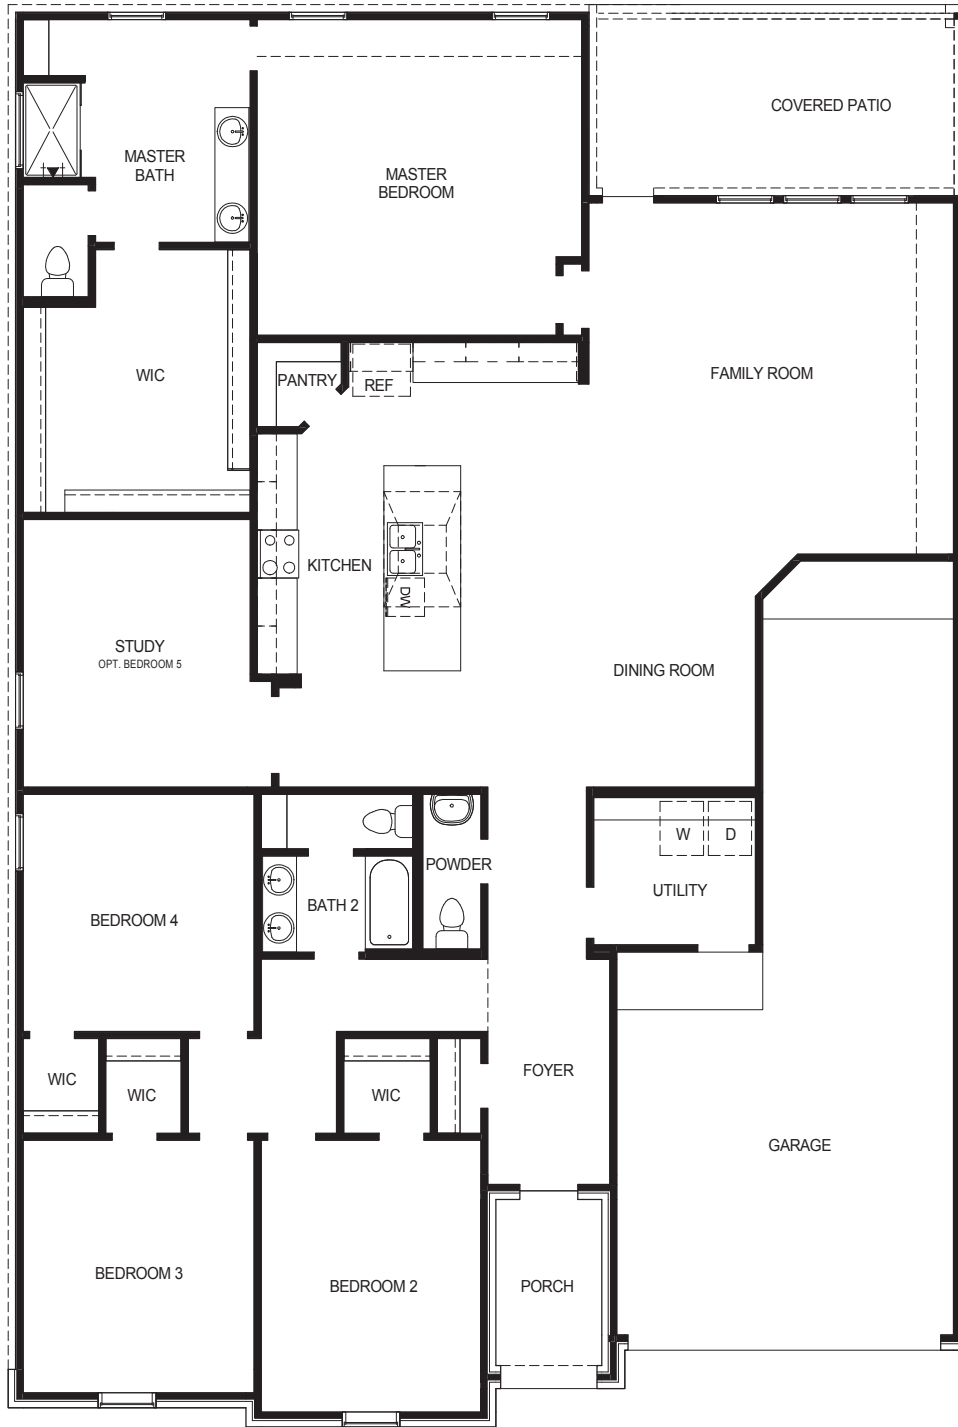 COVERED PATIO
MASTER
BATH
MASTER
BEDROOM
WIC
PANTRY
REF
FAMILY ROOM
KITCHEN
DW
STUDY
OPT. BEDROOM 5
DINING ROOM
W
D
POWDER
UTILITY
BATH 2
BEDROOM 4
WIC
WIC
WIC
FOYER
GARAGE
BEDROOM 3
BEDROOM 2
PORCH